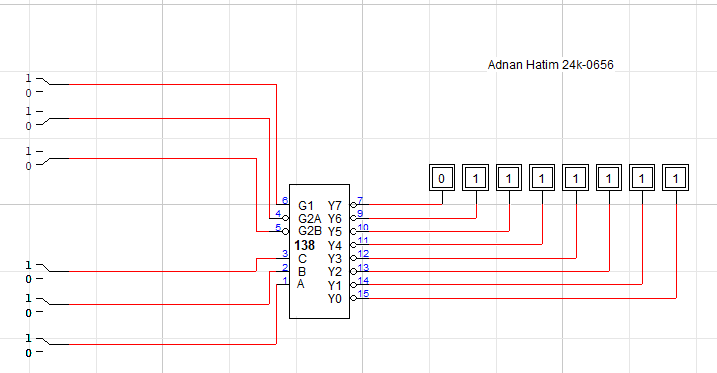 Adnan Hatim 24k-0656
1
0
1
0
1
0
0 1 1 1 1 1 1 1
6 G1 Y7 7
4 G2A Y6 9
5 G2B Y5 10
138 Y4 11
3 C Y3 12
2 B Y2 13
1 A Y1 14
Y0 15
1
0
1
0
1
0